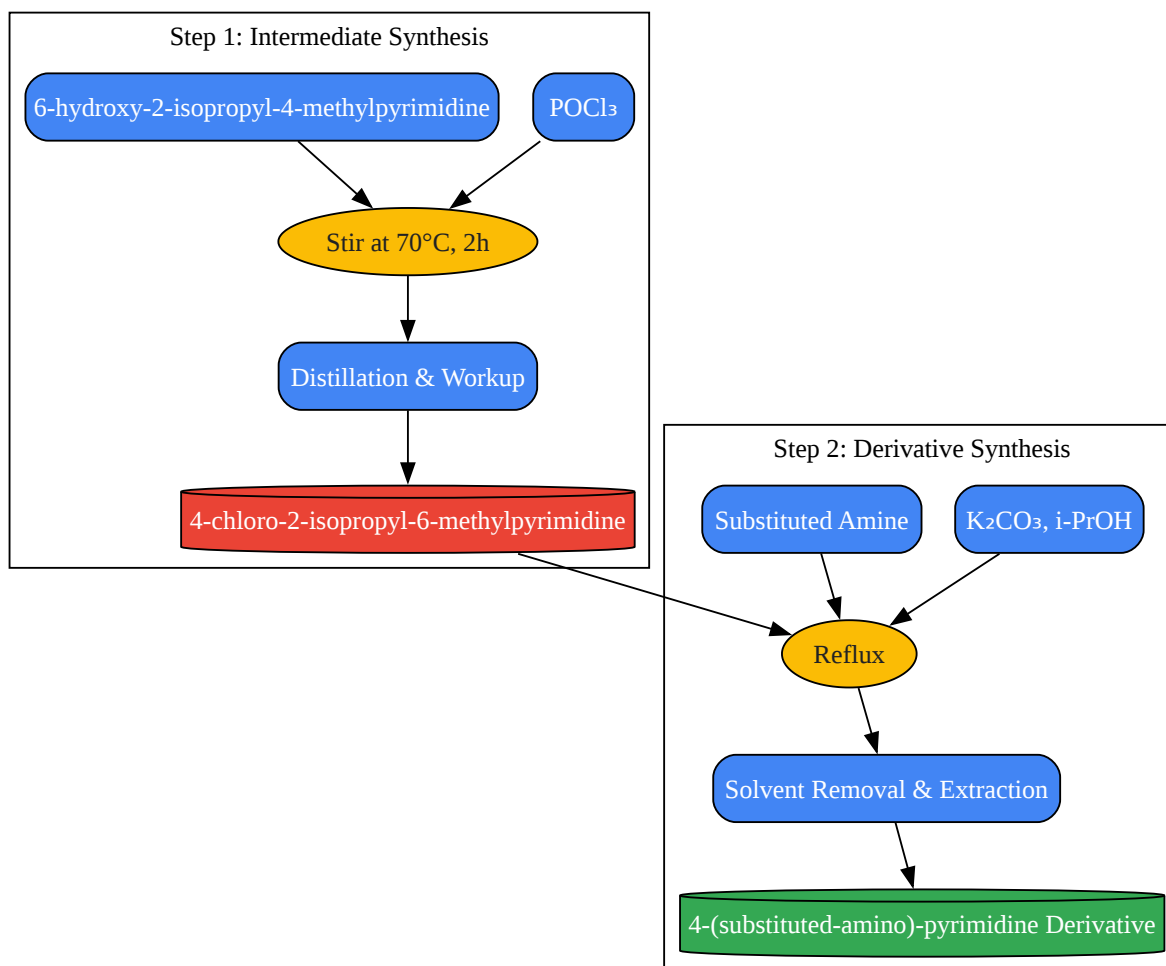 Step 1: Intermediate Synthesis
6-hydroxy-2-isopropyl-4-methylpyrimidine
POCl₃
Stir at 70°C, 2h
Distillation & Workup
4-chloro-2-isopropyl-6-methylpyrimidine
Step 2: Derivative Synthesis
Substituted Amine
K₂CO₃, i-PrOH
Reflux
Solvent Removal & Extraction
4-(substituted-amino)-pyrimidine Derivative